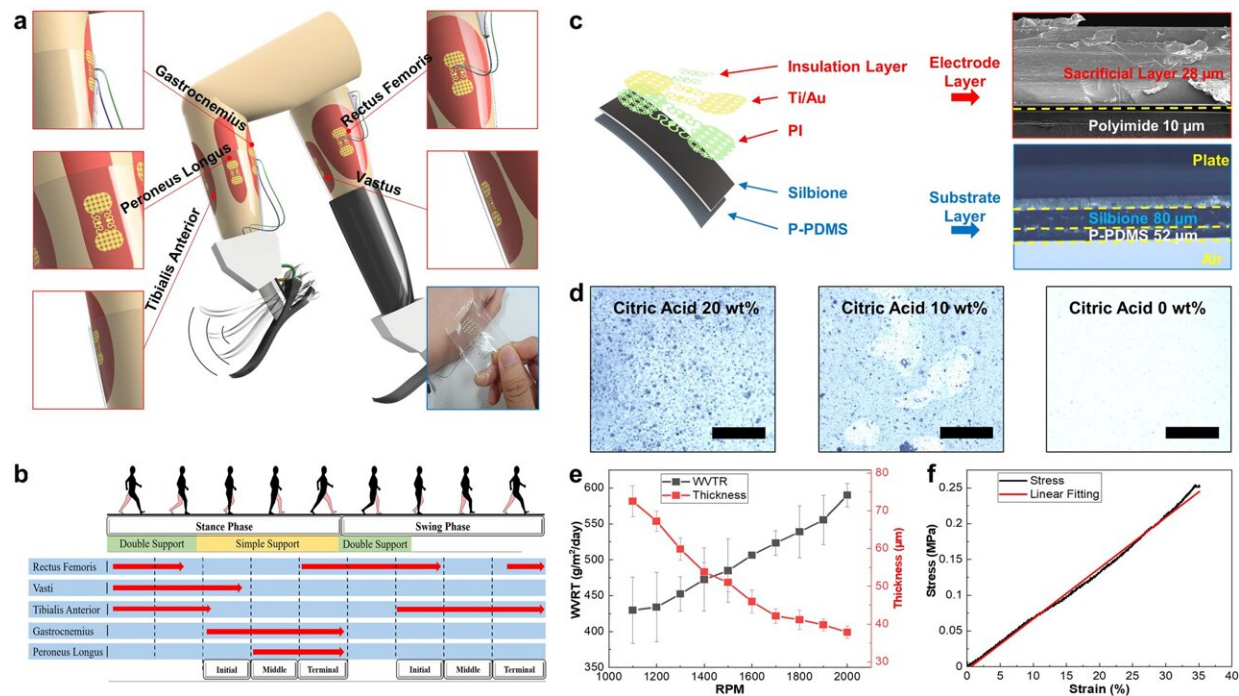 a
Gastrocnemius
Rectus Femoris
Peroneus Longus
Vastus
Tibialis Anterior
b
Stance Phase
Swing Phase
Double Support
Simple Support
Double Support
Rectus Femoris
Vasti
Tibialis Anterior
Gastrocnemius
Peroneus Longus
Initial
Middle
Terminal
Initial
Middle
Terminal
c
Insulation Layer
Ti/Au
PI
Silbione
P-PDMS
Electrode
Layer
Substrate
Layer
Sacrificial Layer 28 μm
Polyimide 10 μm
Plate
Silbione 80 μm
P-PDMS 52 μm
Air
d
Citric Acid 20 wt%
Citric Acid 10 wt%
Citric Acid 0 wt%
e
WVTR
Thickness
WVRT (g/m²/day)
600
550
500
450
400
350
Thickness (μm)
80
70
60
50
40
30
1000 1200 1400 1600 1800 2000
RPM
f
Stress
Linear Fitting
Stress (MPa)
0.25
0.2
0.15
0.1
0.05
0
0 5 10 15 20 25 30 35 40
Strain (%)